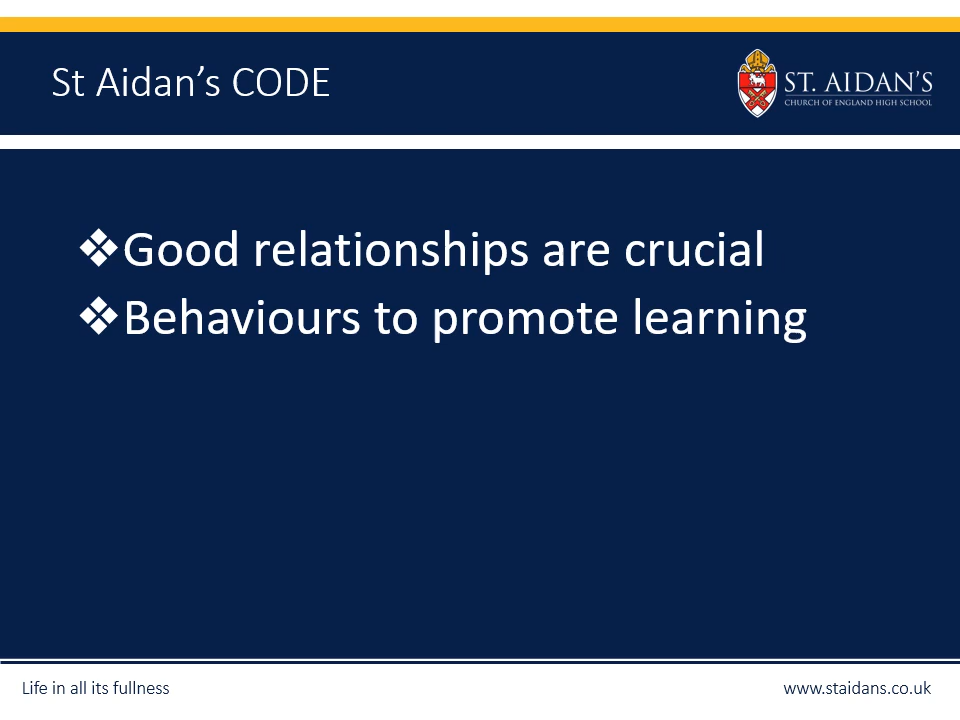 St Aidan’s CODE
ST. AIDAN’S
CHURCH OF ENGLAND HIGH SCHOOL
❖Good relationships are crucial
❖Behaviours to promote learning
Life in all its fullness
www.staidans.co.uk